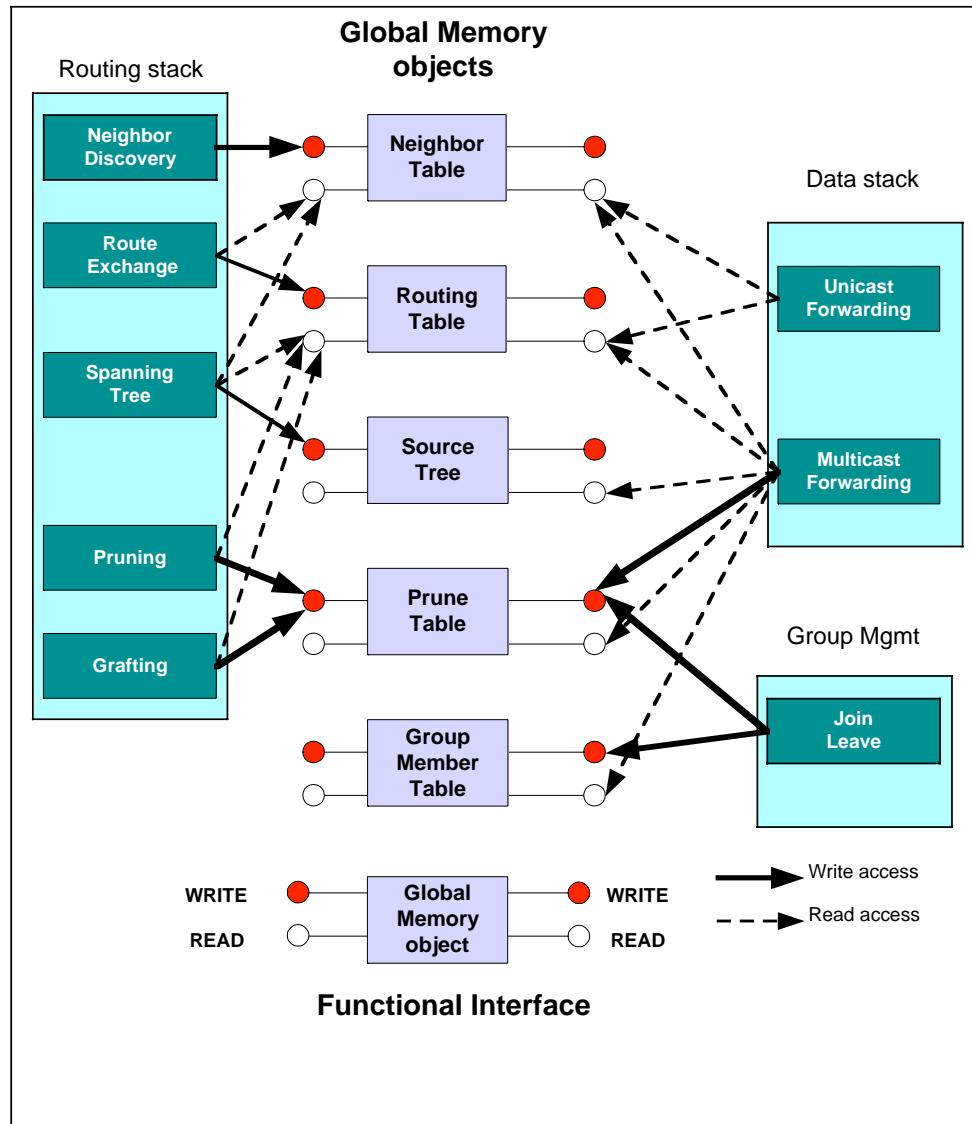 Global Memory
objects
Routing stack
Neighbor
Discovery
Route
Exchange
Spanning
Tree
Pruning
Grafting
Neighbor
Table
Routing
Table
Source
Tree
Prune
Table
Group
Member
Table
Data stack
Unicast
Forwarding
Multicast
Forwarding
Group Mgmt
Join
Leave
WRITE
READ
Global
Memory
object
WRITE
READ
Write access
Read access
Functional Interface